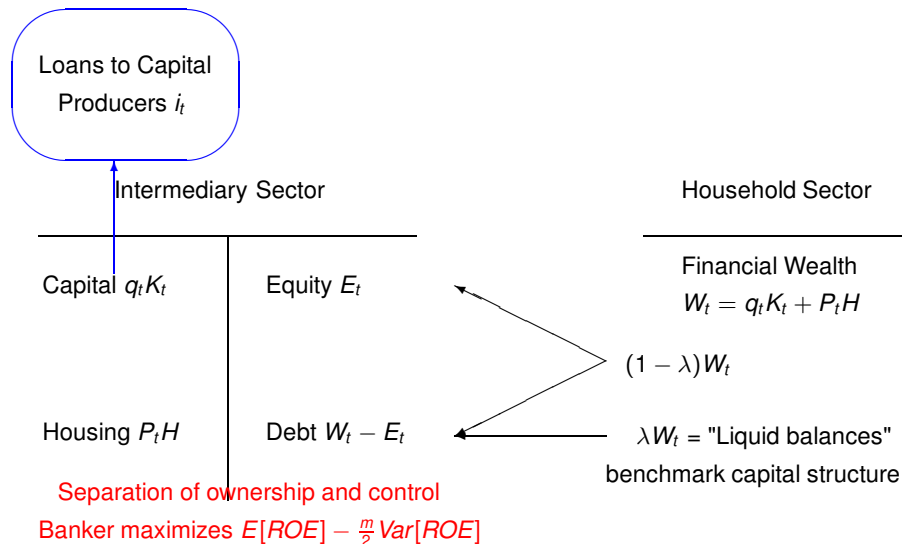 Loans to Capital
Producers i_t
Intermediary Sector
Household Sector
Capital q_tK_t
Equity E_t
Financial Wealth
W_t = q_tK_t + P_tH
(1 − λ)W_t
Housing P_tH
Debt W_t − E_t
λW_t = "Liquid balances"
benchmark capital structure
Separation of ownership and control
Banker maximizes E[ROE] − \frac{m}{2} Var[ROE]